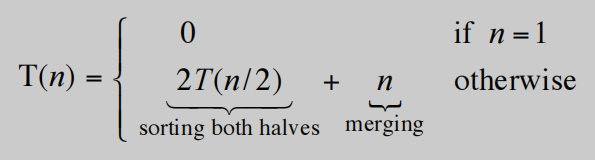 0 if n = 1
T(n) = { 2T(n/2) + n otherwise
sorting both halves merging